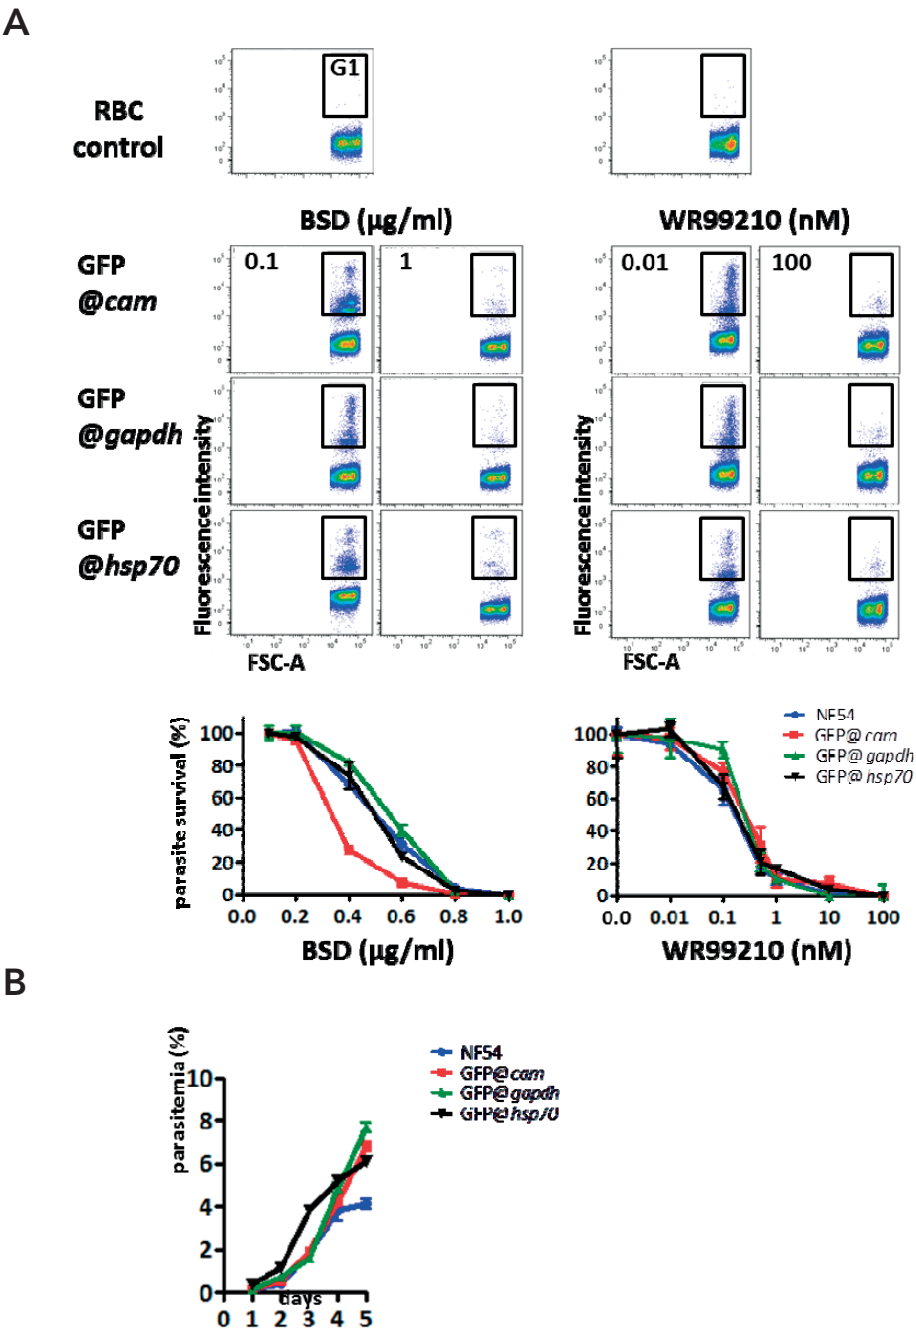 A
RBC
control
G1
BSD (µg/ml)
WR99210 (nM)
GFP
@cam
0.1
1
0.01
100
GFP
@gapdh
GFP
@hsp70
Fluorescence intensity
Fluorescence intensity
FSC-A
FSC-A
parasite survival (%)
100
80
60
40
20
0
0.0 0.2 0.4 0.6 0.8 1.0
BSD (µg/ml)
100
80
60
40
20
0
0.0 0.01 0.1 1 10 100
WR99210 (nM)
NF54
GFP@cam
GFP@gapdh
GFP@hsp70
B
parasitemia (%)
10
8
6
4
2
0
0 1 2 3 4 5
days
NF54
GFP@cam
GFP@gapdh
GFP@hsp70